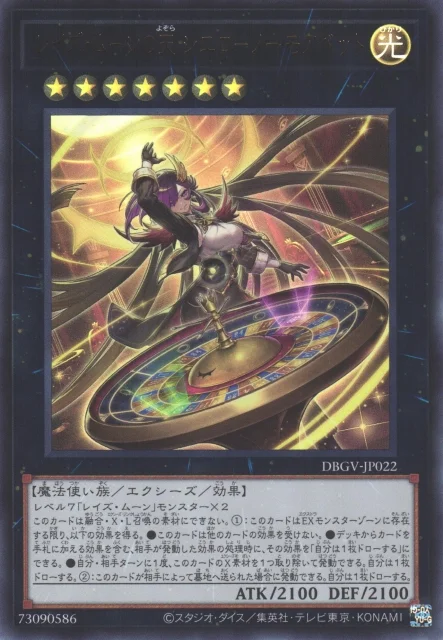 よぞら
ひかり
光
DBGV-JP022
【魔法使い族／エクシーズ／効果】
レベル7「レイズ・ムーン」モンスター×2
このカードは融合・X・L召喚の素材にできない。①：このカードはEXモンスターゾーンに存在
する限り、以下の効果を得る。●このカードは他のカードの効果を受けない。●デッキからカードを
手札に加える効果を含む、相手が発動した効果の処理時に、その効果を「自分は1枚ドローする」に
できる。●自分・相手ターンに1度、このカードのX素材を1つ取り除いて発動できる。自分は1枚
ドローする。②：このカードが相手によって墓地へ送られた場合に発動できる。自分は1枚ドローする。
ATK/2100 DEF/2100
73090586
©スタジオ・ダイス／集英社・テレビ東京・KONAMI